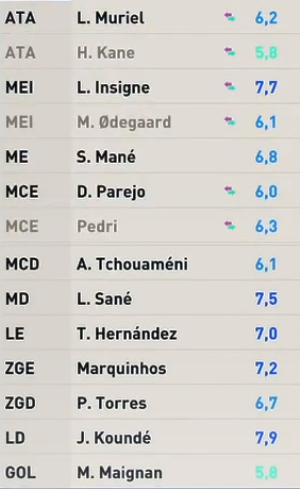 ATA L. Muriel 6,2
ATA H. Kane 5,8
MEI L. Insigne 7,7
MEI M. Ødegaard 6,1
ME S. Mané 6,8
MCE D. Parejo 6,0
MCE Pedri 6,3
MCD A. Tchouaméni 6,1
MD L. Sané 7,5
LE T. Hernández 7,0
ZGE Marquinhos 7,2
ZGD P. Torres 6,7
LD J. Koundé 7,9
GOL M. Maignan 5,8